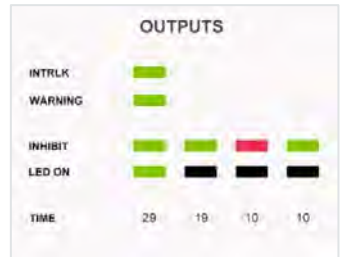 OUTPUTS
INTRLK
WARNING
INHIBIT
LED ON
TIME 29 19 10 10